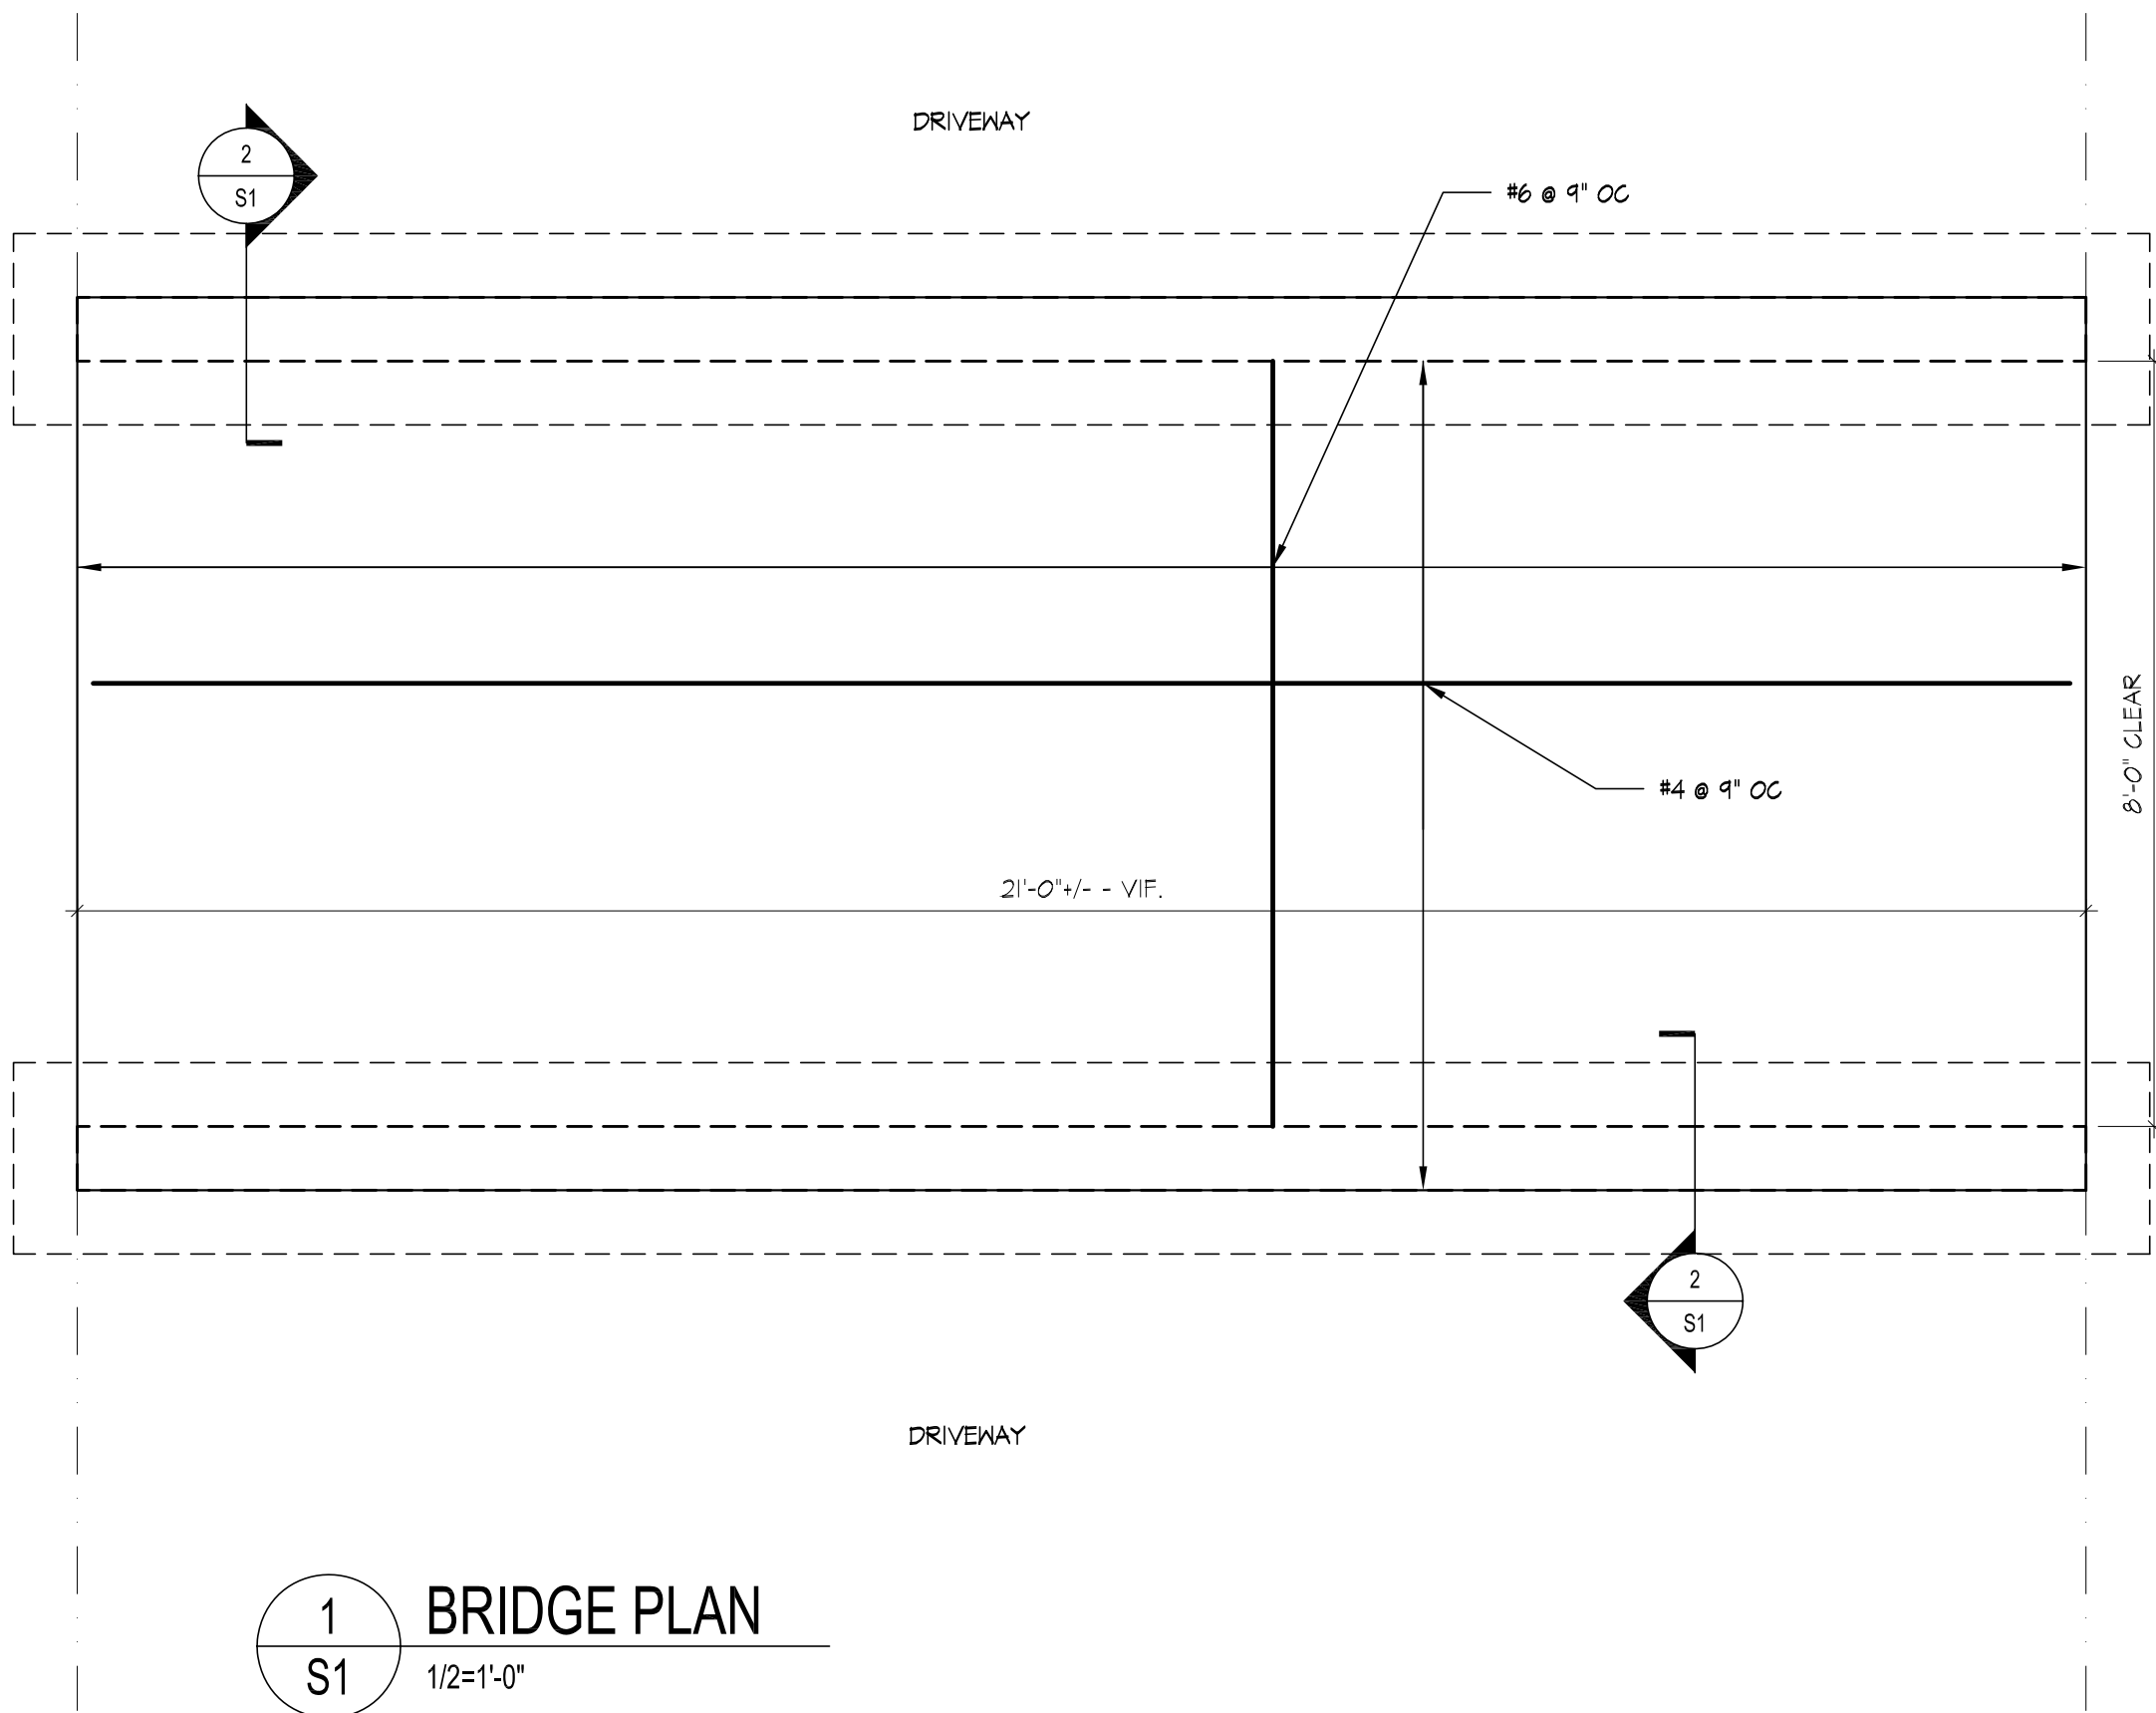 DRIVEWAY
2
S1
#6 @ 9" OC
8'-0" CLEAR
#4 @ 9" OC
21'-0"+/- - VIF.
2
S1
DRIVEWAY
1
S1
BRIDGE PLAN
1/2=1'-0"